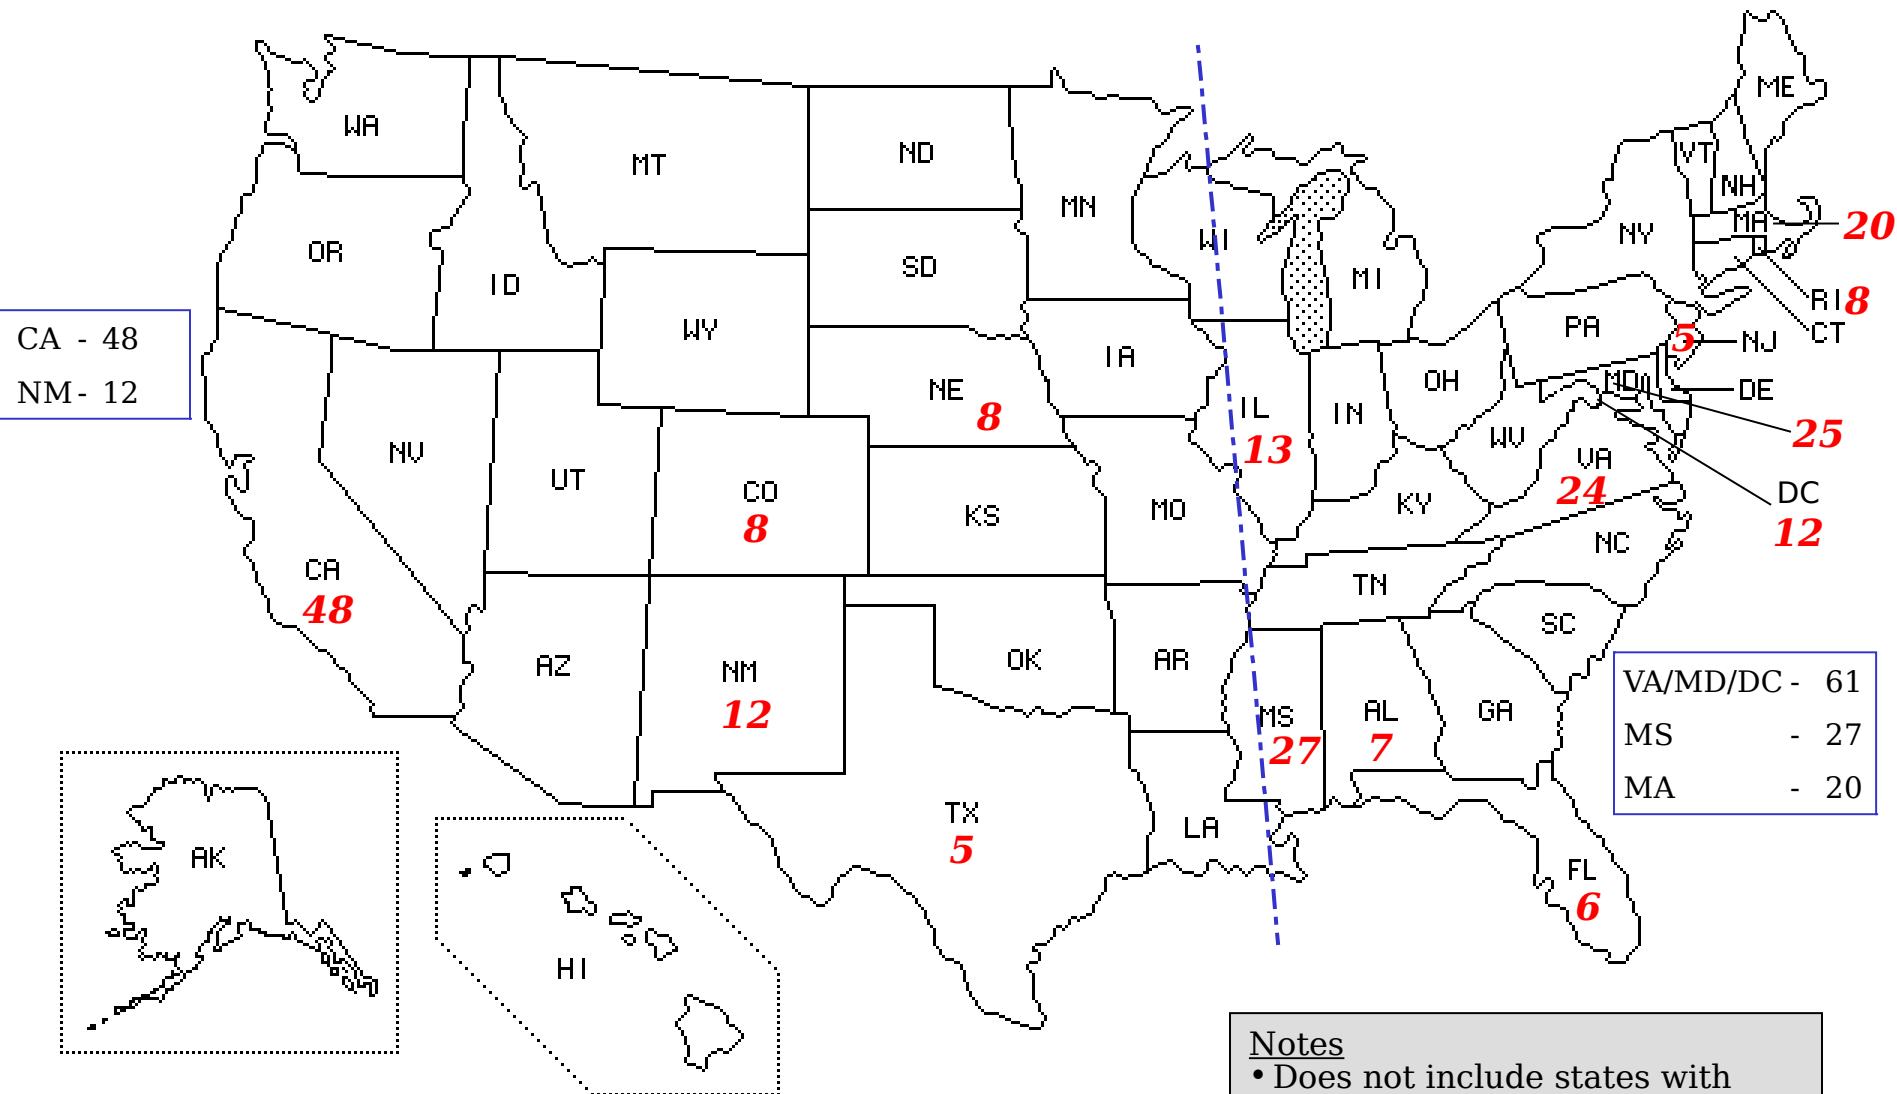 ME
WA
VT
MT
ND
NH
MN
MA
20
NY
WI
OR
SD
MI
ID
RI 8
PA
WY
CT
5
NJ
CA - 48
IA
NM - 12
OH
MD
DE
NE
8
IL
IN
13
WV
25
NV
VA
UT
CO
24
DC
KS
MO
KY
8
12
NC
CA
TN
48
SC
OK
AR
AZ
NM
VA/MD/DC - 61
12
MS
AL
GA
MS - 27
27
7
MA - 20
TX
LA
5
AK
FL
6
HI
Notes
• Does not include states with